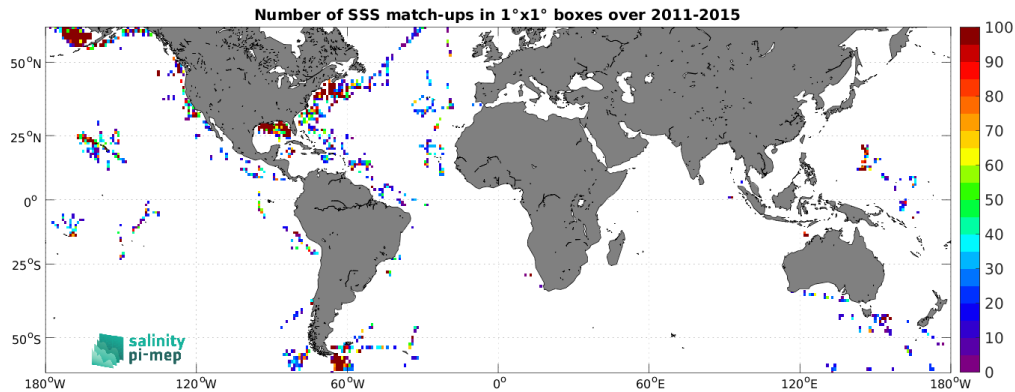 Number of SSS match-ups in 1°x1° boxes over 2011-2015
50°N
25°N
0°
25°S
50°S
180°W
120°W
60°W
0°
60°E
120°E
180°W
100
90
80
70
60
50
40
30
20
10
0
salinity
pi-mep